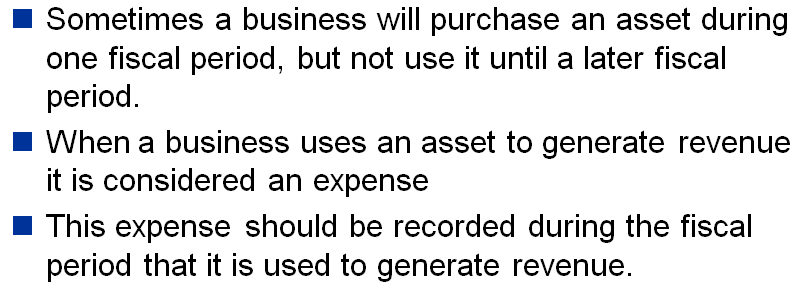 Sometimes a business will purchase an asset during
one fiscal period, but not use it until a later fiscal
period.
When a business uses an asset to generate revenue
it is considered an expense
This expense should be recorded during the fiscal
period that it is used to generate revenue.